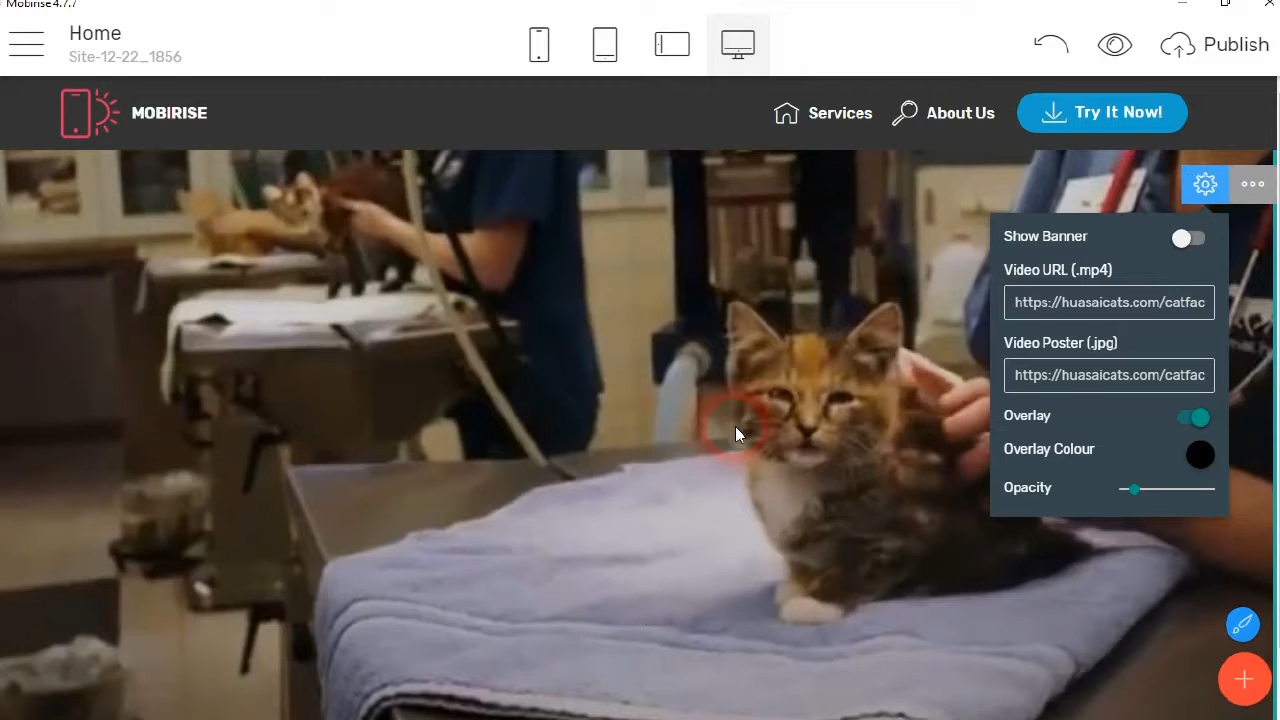 Mobirise 4.7.7
Home
Site-12-22_1856
Publish
MOBIRISE
Services
About Us
Try It Now!
Show Banner
Video URL (.mp4)
https://huasaicats.com/catfac
Video Poster (.jpg)
https://huasaicats.com/catfac
Overlay
Overlay Colour
Opacity